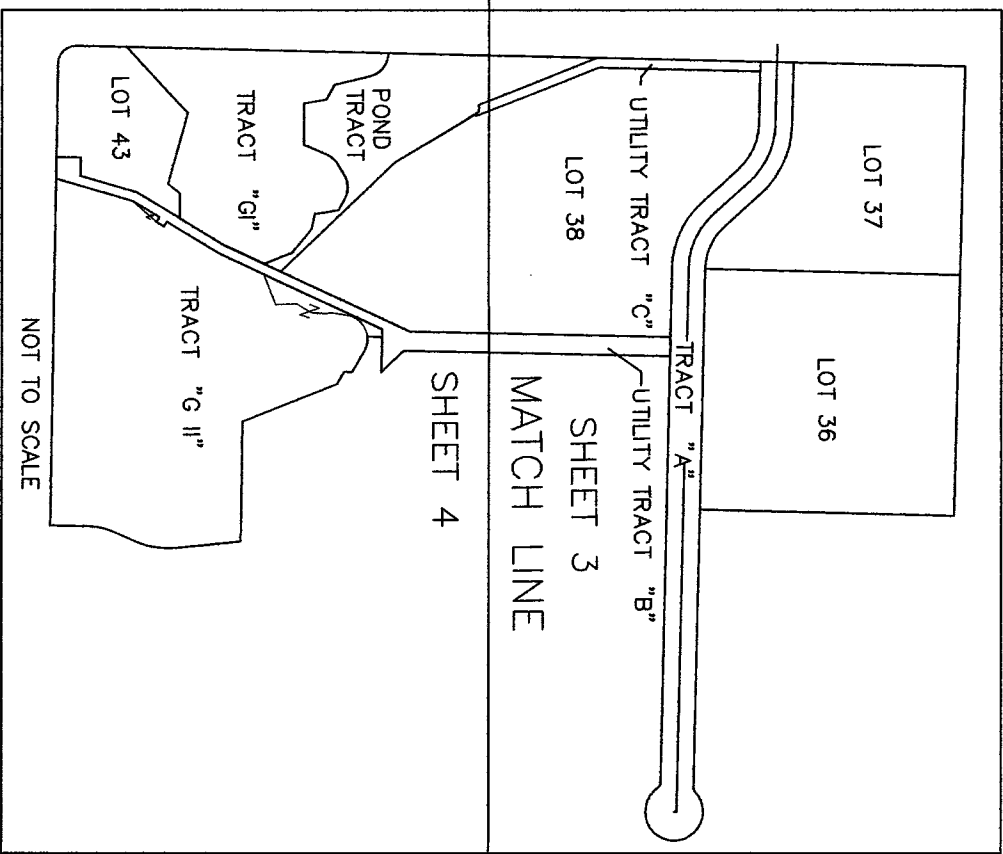 LOT 37
LOT 36
UTILITY TRACT "C"
LOT 38
TRACT "A"
UTILITY TRACT "B"
SHEET 3
MATCH LINE
SHEET 4
POND
TRACT
TRACT "GI"
LOT 43
TRACT "G II"
NOT TO SCALE